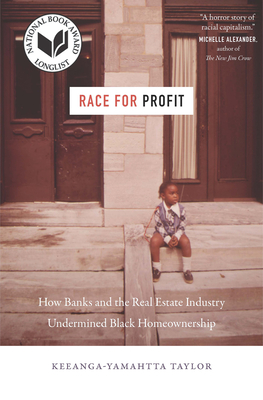 NATIONAL BOOK AWARD
LONGLIST
"A horror story of
racial capitalism."
MICHELLE ALEXANDER,
author of
The New Jim Crow
RACE FOR PROFIT
How Banks and the Real Estate Industry
Undermined Black Homeownership
KEEANGA-YAMAHTTA TAYLOR